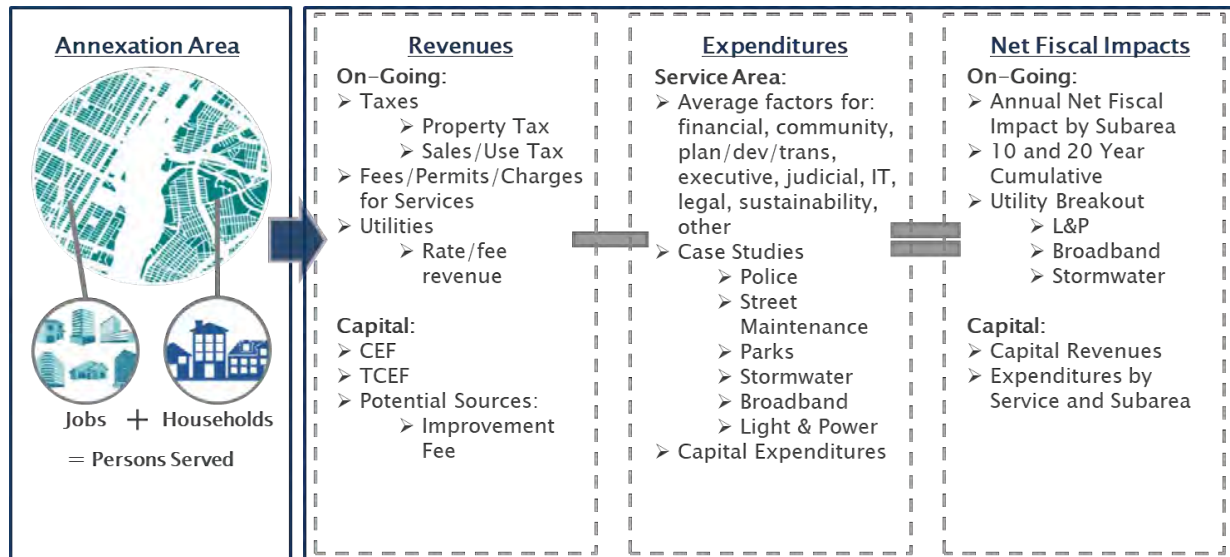 Annexation Area
Jobs + Households
= Persons Served
Revenues
On-Going:
➢ Taxes
➢ Property Tax
➢ Sales/Use Tax
➢ Fees/Permits/Charges
for Services
➢ Utilities
➢ Rate/fee
revenue
Capital:
➢ CEF
➢ TCEF
➢ Potential Sources:
➢ Improvement
Fee
Expenditures
Service Area:
➢ Average factors for:
financial, community,
plan/dev/trans,
executive, judicial, IT,
legal, sustainability,
other
➢ Case Studies
➢ Police
➢ Street
Maintenance
➢ Parks
➢ Stormwater
➢ Broadband
➢ Light & Power
➢ Capital Expenditures
Net Fiscal Impacts
On-Going:
➢ Annual Net Fiscal
Impact by Subarea
➢ 10 and 20 Year
Cumulative
➢ Utility Breakout
➢ L&P
➢ Broadband
➢ Stormwater
Capital:
➢ Capital Revenues
➢ Expenditures by
Service and Subarea